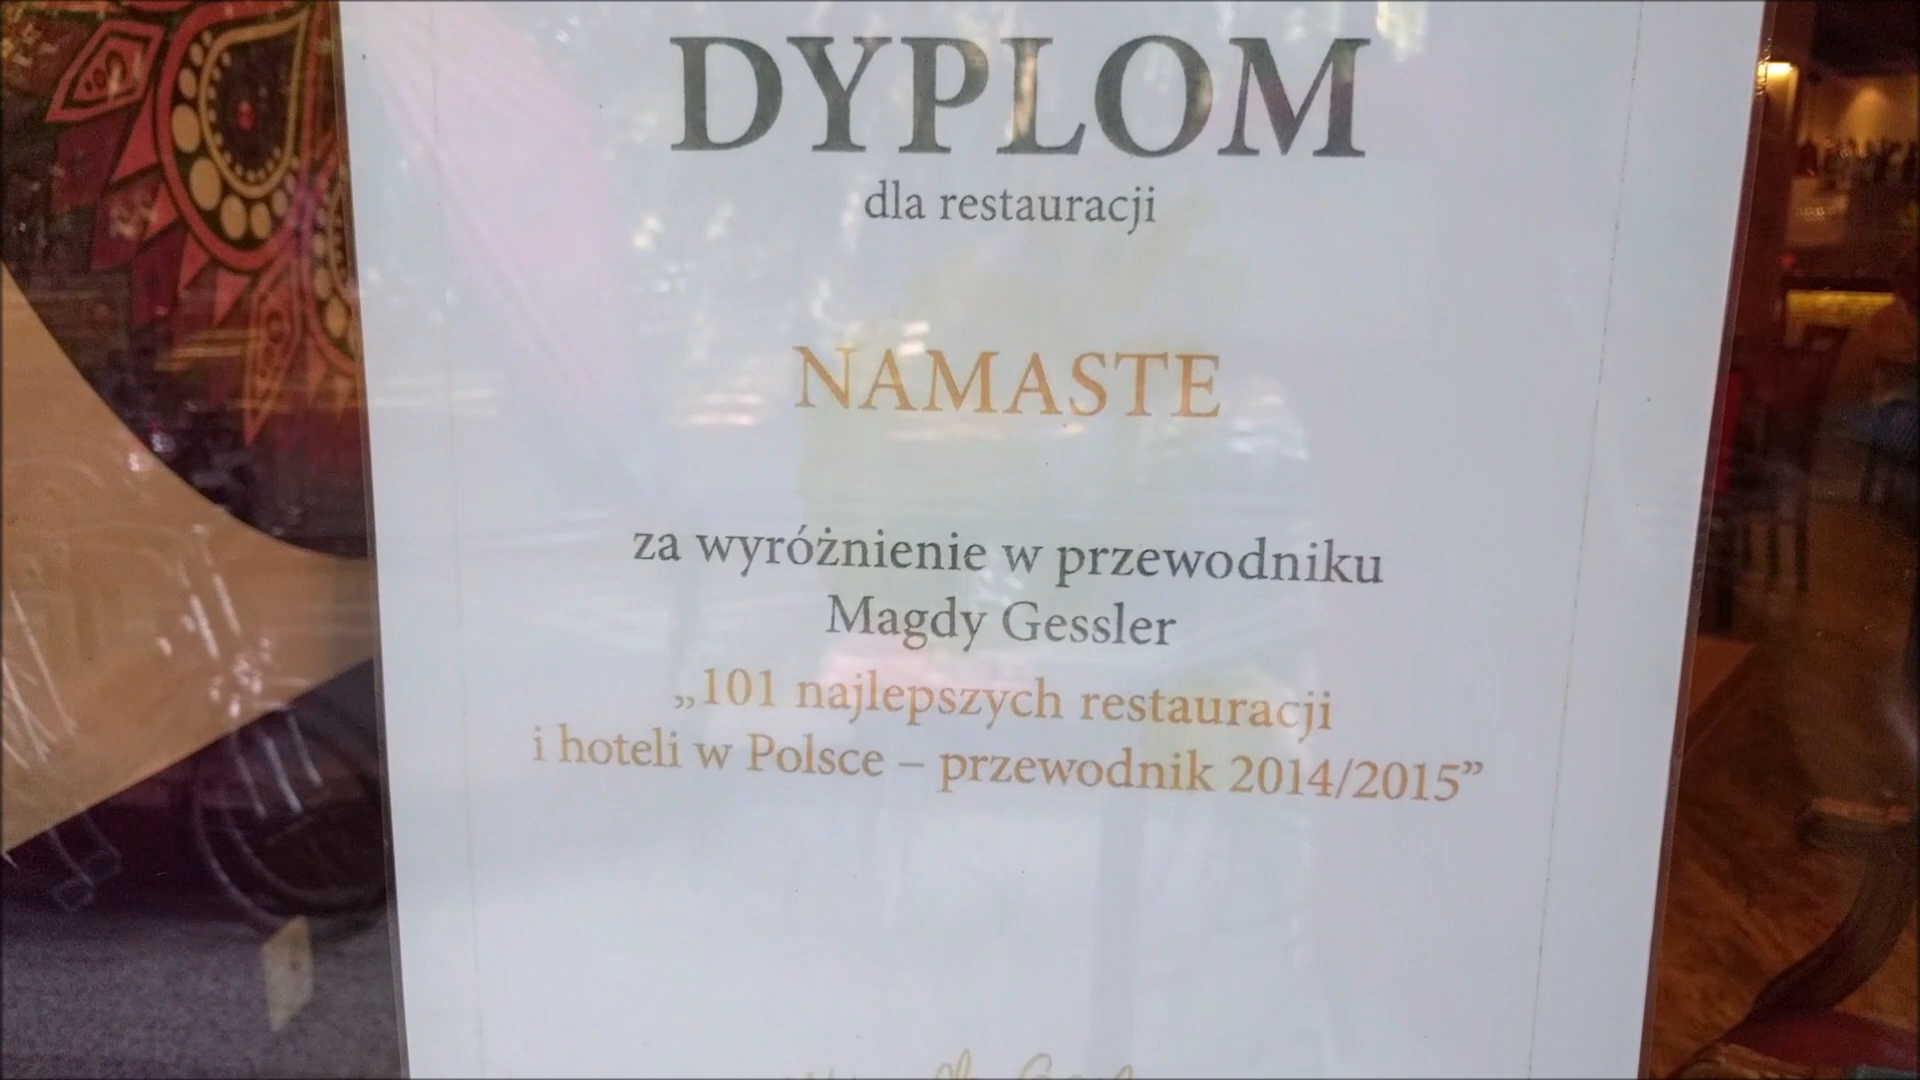 DYPLOM
dla restauracji
NAMASTE
za wyróżnienie w przewodniku
Magdy Gessler
„101 najlepszych restauracji
i hoteli w Polsce – przewodnik 2014/2015”